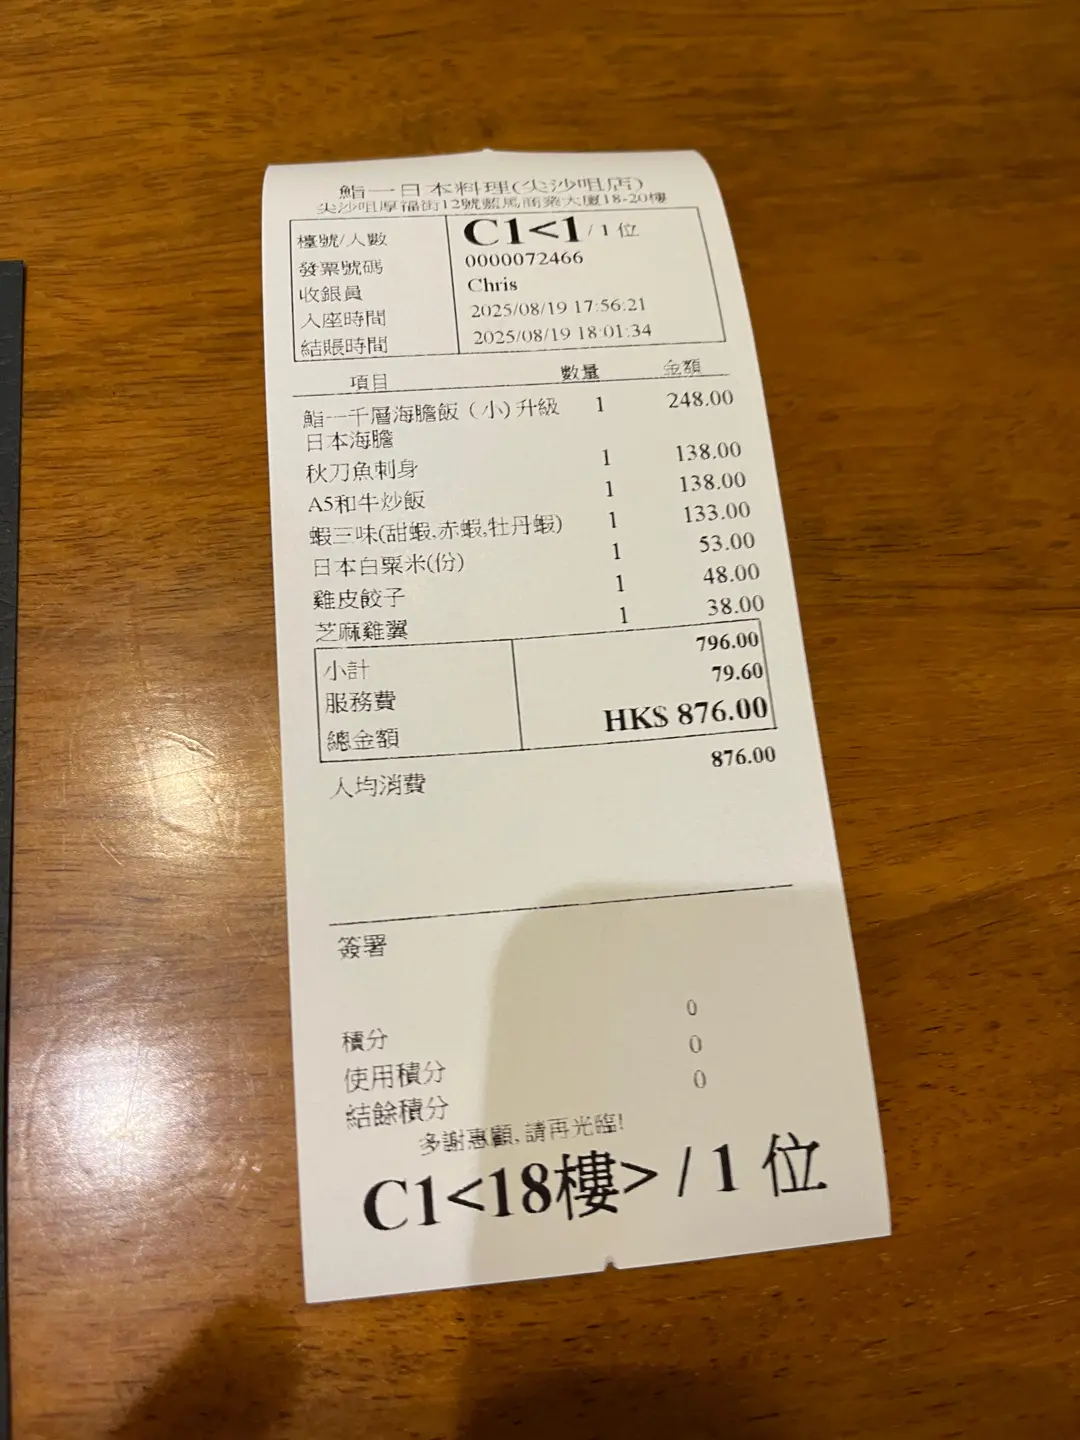 鮨一日本料理(尖沙咀店)
尖沙咀厚福街12號藍馬商業大廈18-20樓
檯號/人數 C1<1 / 1 位
發票號碼 0000072466
收銀員 Chris
入座時間 2025/08/19 17:56:21
結賬時間 2025/08/19 18:01:34
項目 數量 金額
鮨一千層海膽飯（小)升級 1 248.00
日本海膽
秋刀魚刺身 1 138.00
A5和牛炒飯 1 138.00
蝦三味(甜蝦,赤蝦,牡丹蝦) 1 133.00
日本白粟米(份) 1 53.00
雞皮餃子 1 48.00
芝麻雞翼 1 38.00
小計 796.00
服務費 79.60
總金額 HK$ 876.00
人均消費 876.00
簽署
積分 0
使用積分 0
結餘積分 0
多謝惠顧,請再光臨!
C1<18樓> / 1 位